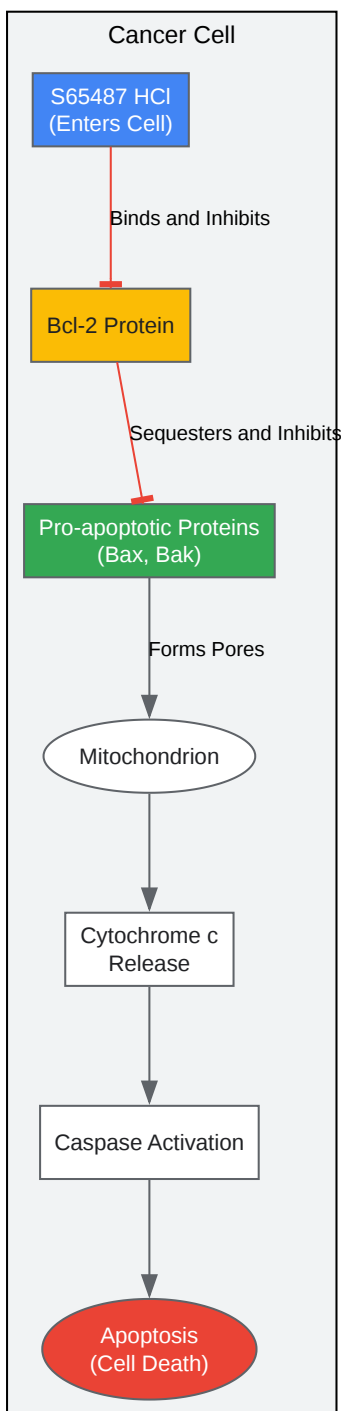 Cancer Cell
S65487 HCl
(Enters Cell)
Binds and Inhibits
Bcl-2 Protein
Sequesters and Inhibits
Pro-apoptotic Proteins
(Bax, Bak)
Forms Pores
Mitochondrion
Cytochrome c
Release
Caspase Activation
Apoptosis
(Cell Death)